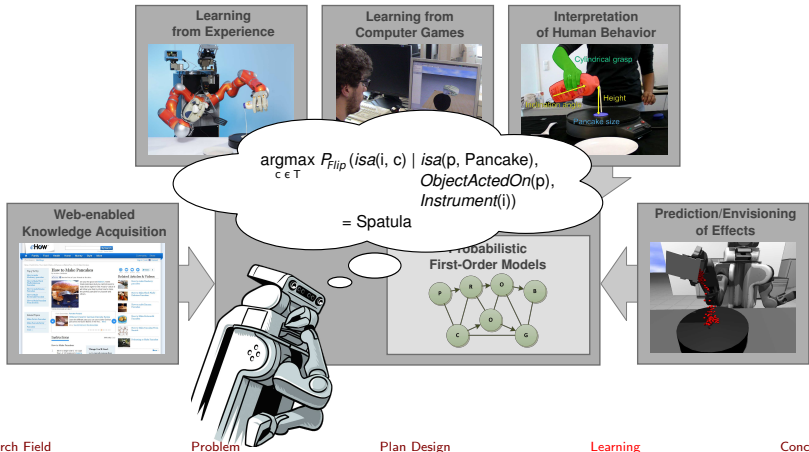 Learning
from Experience
Learning from
Computer Games
Interpretation
of Human Behavior
Cylindrical grasp
Height
Pancake size
argmax P_Flip (isa(i, c) | isa(p, Pancake),
c ∈ T
ObjectActedOn(p),
Instrument(i))
= Spatula
Web-enabled
Knowledge Acquisition
eHow
How to Make Pancakes
Probabilistic
First-Order Models
P R O B
C O G
Prediction/Envisioning
of Effects
rch Field Problem Plan Design Learning Conc